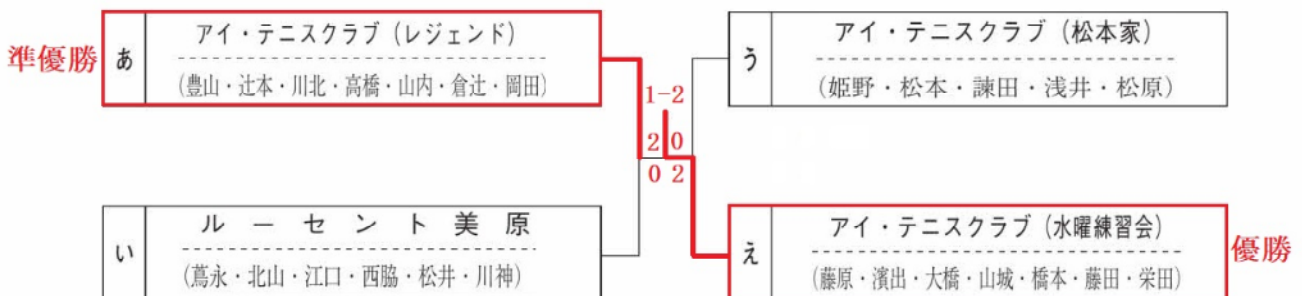 準優勝
あ
アイ・テニスクラブ（レジェンド）
（豊山・辻本・川北・高橋・山内・倉辻・岡田）
い
ルーセント美原
（蔦永・北山・江口・西脇・松井・川神）
1-2
2 0
0 2
う
アイ・テニスクラブ（松本家）
（姫野・松本・諫田・浅井・松原）
え
アイ・テニスクラブ（水曜練習会）
（藤原・濱出・大橋・山城・橋本・藤田・栄田）
優勝